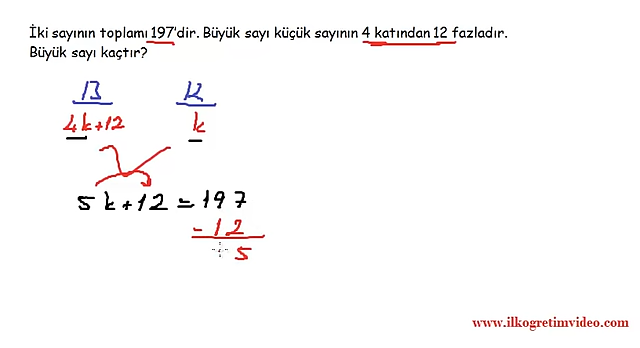 İki sayının toplamı 197'dir. Büyük sayı küçük sayının 4 katından 12 fazladır.
Büyük sayı kaçtır?
B K
4k+12 k
5k+12 = 197
- 12
5
www.ilkogretimvideo.com